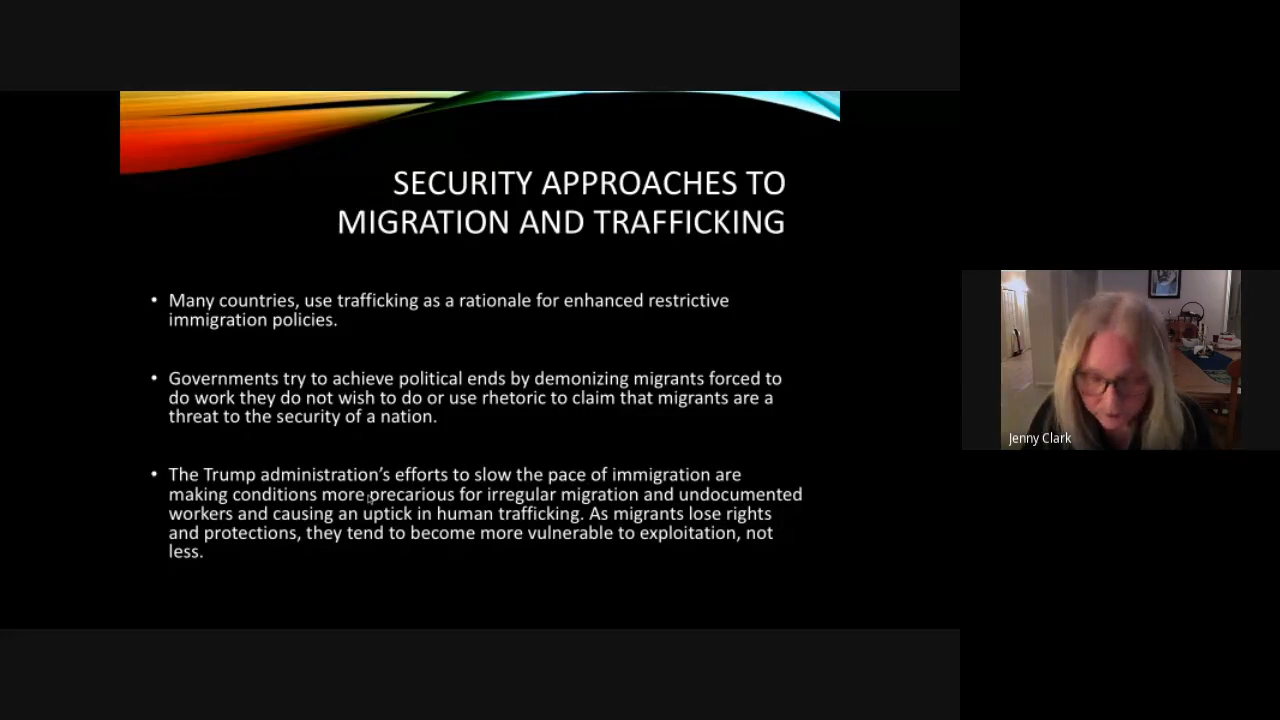 SECURITY APPROACHES TO
MIGRATION AND TRAFFICKING
• Many countries, use trafficking as a rationale for enhanced restrictive
immigration policies.
• Governments try to achieve political ends by demonizing migrants forced to
do work they do not wish to do or use rhetoric to claim that migrants are a
threat to the security of a nation.
• The Trump administration’s efforts to slow the pace of immigration are
making conditions more precarious for irregular migration and undocumented
workers and causing an uptick in human trafficking. As migrants lose rights
and protections, they tend to become more vulnerable to exploitation, not
less.
Jenny Clark